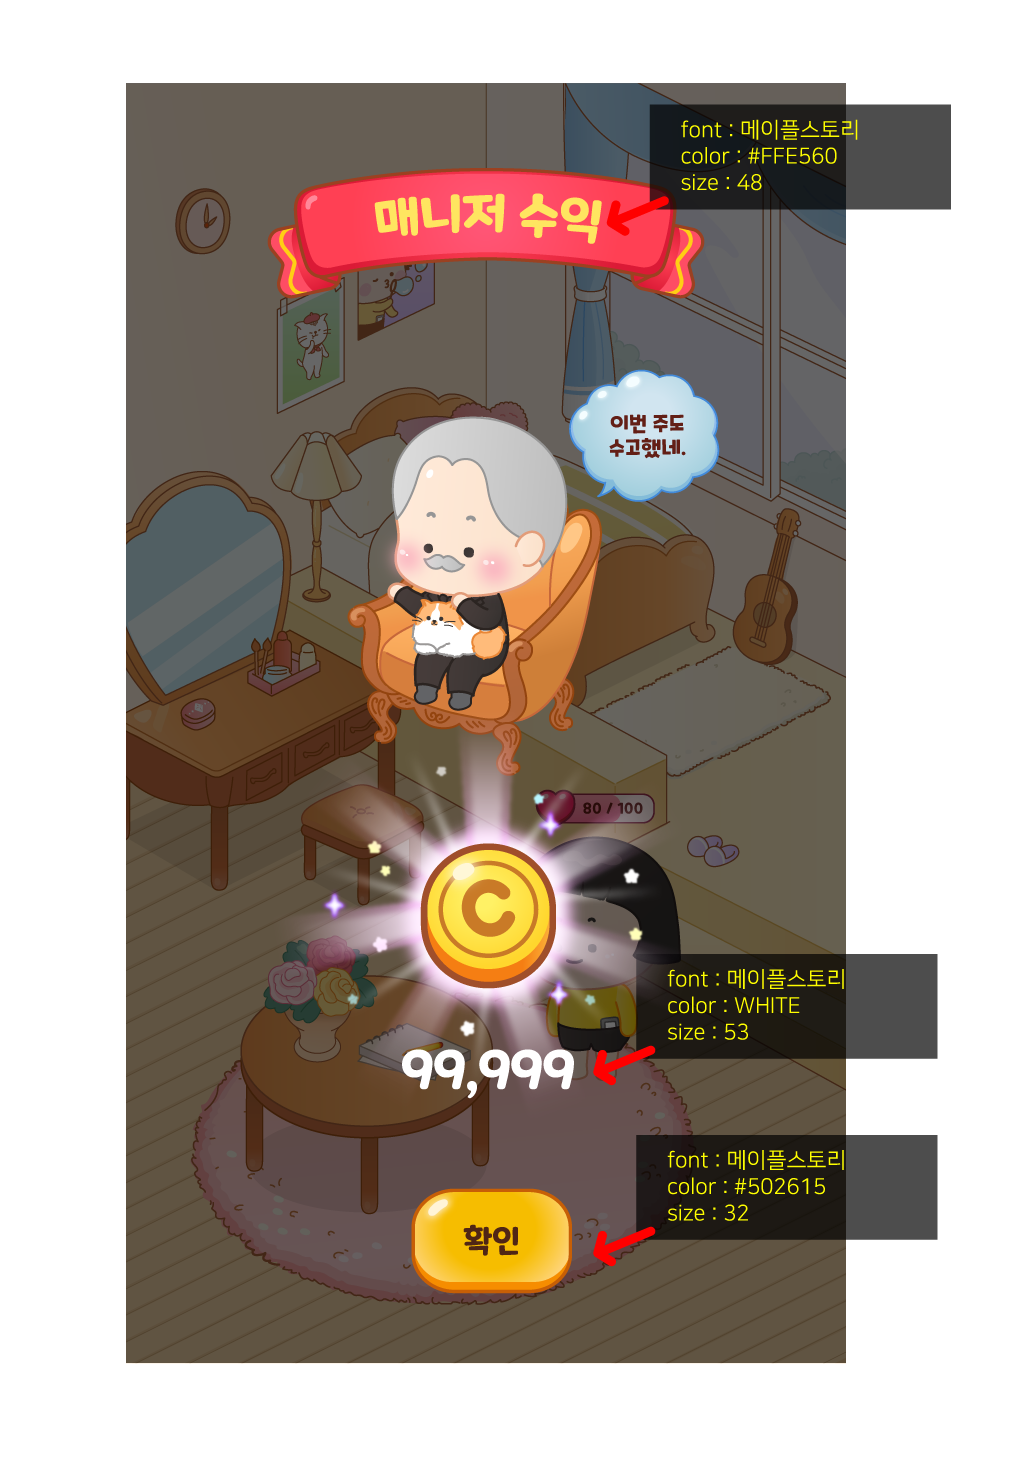 font : 메이플스토리
color : #FFE560
size : 48
매니저 수익
이번 주도
수고했네.
80 / 100
C
font : 메이플스토리
color : WHITE
size : 53
99,999
font : 메이플스토리
color : #502615
size : 32
확인